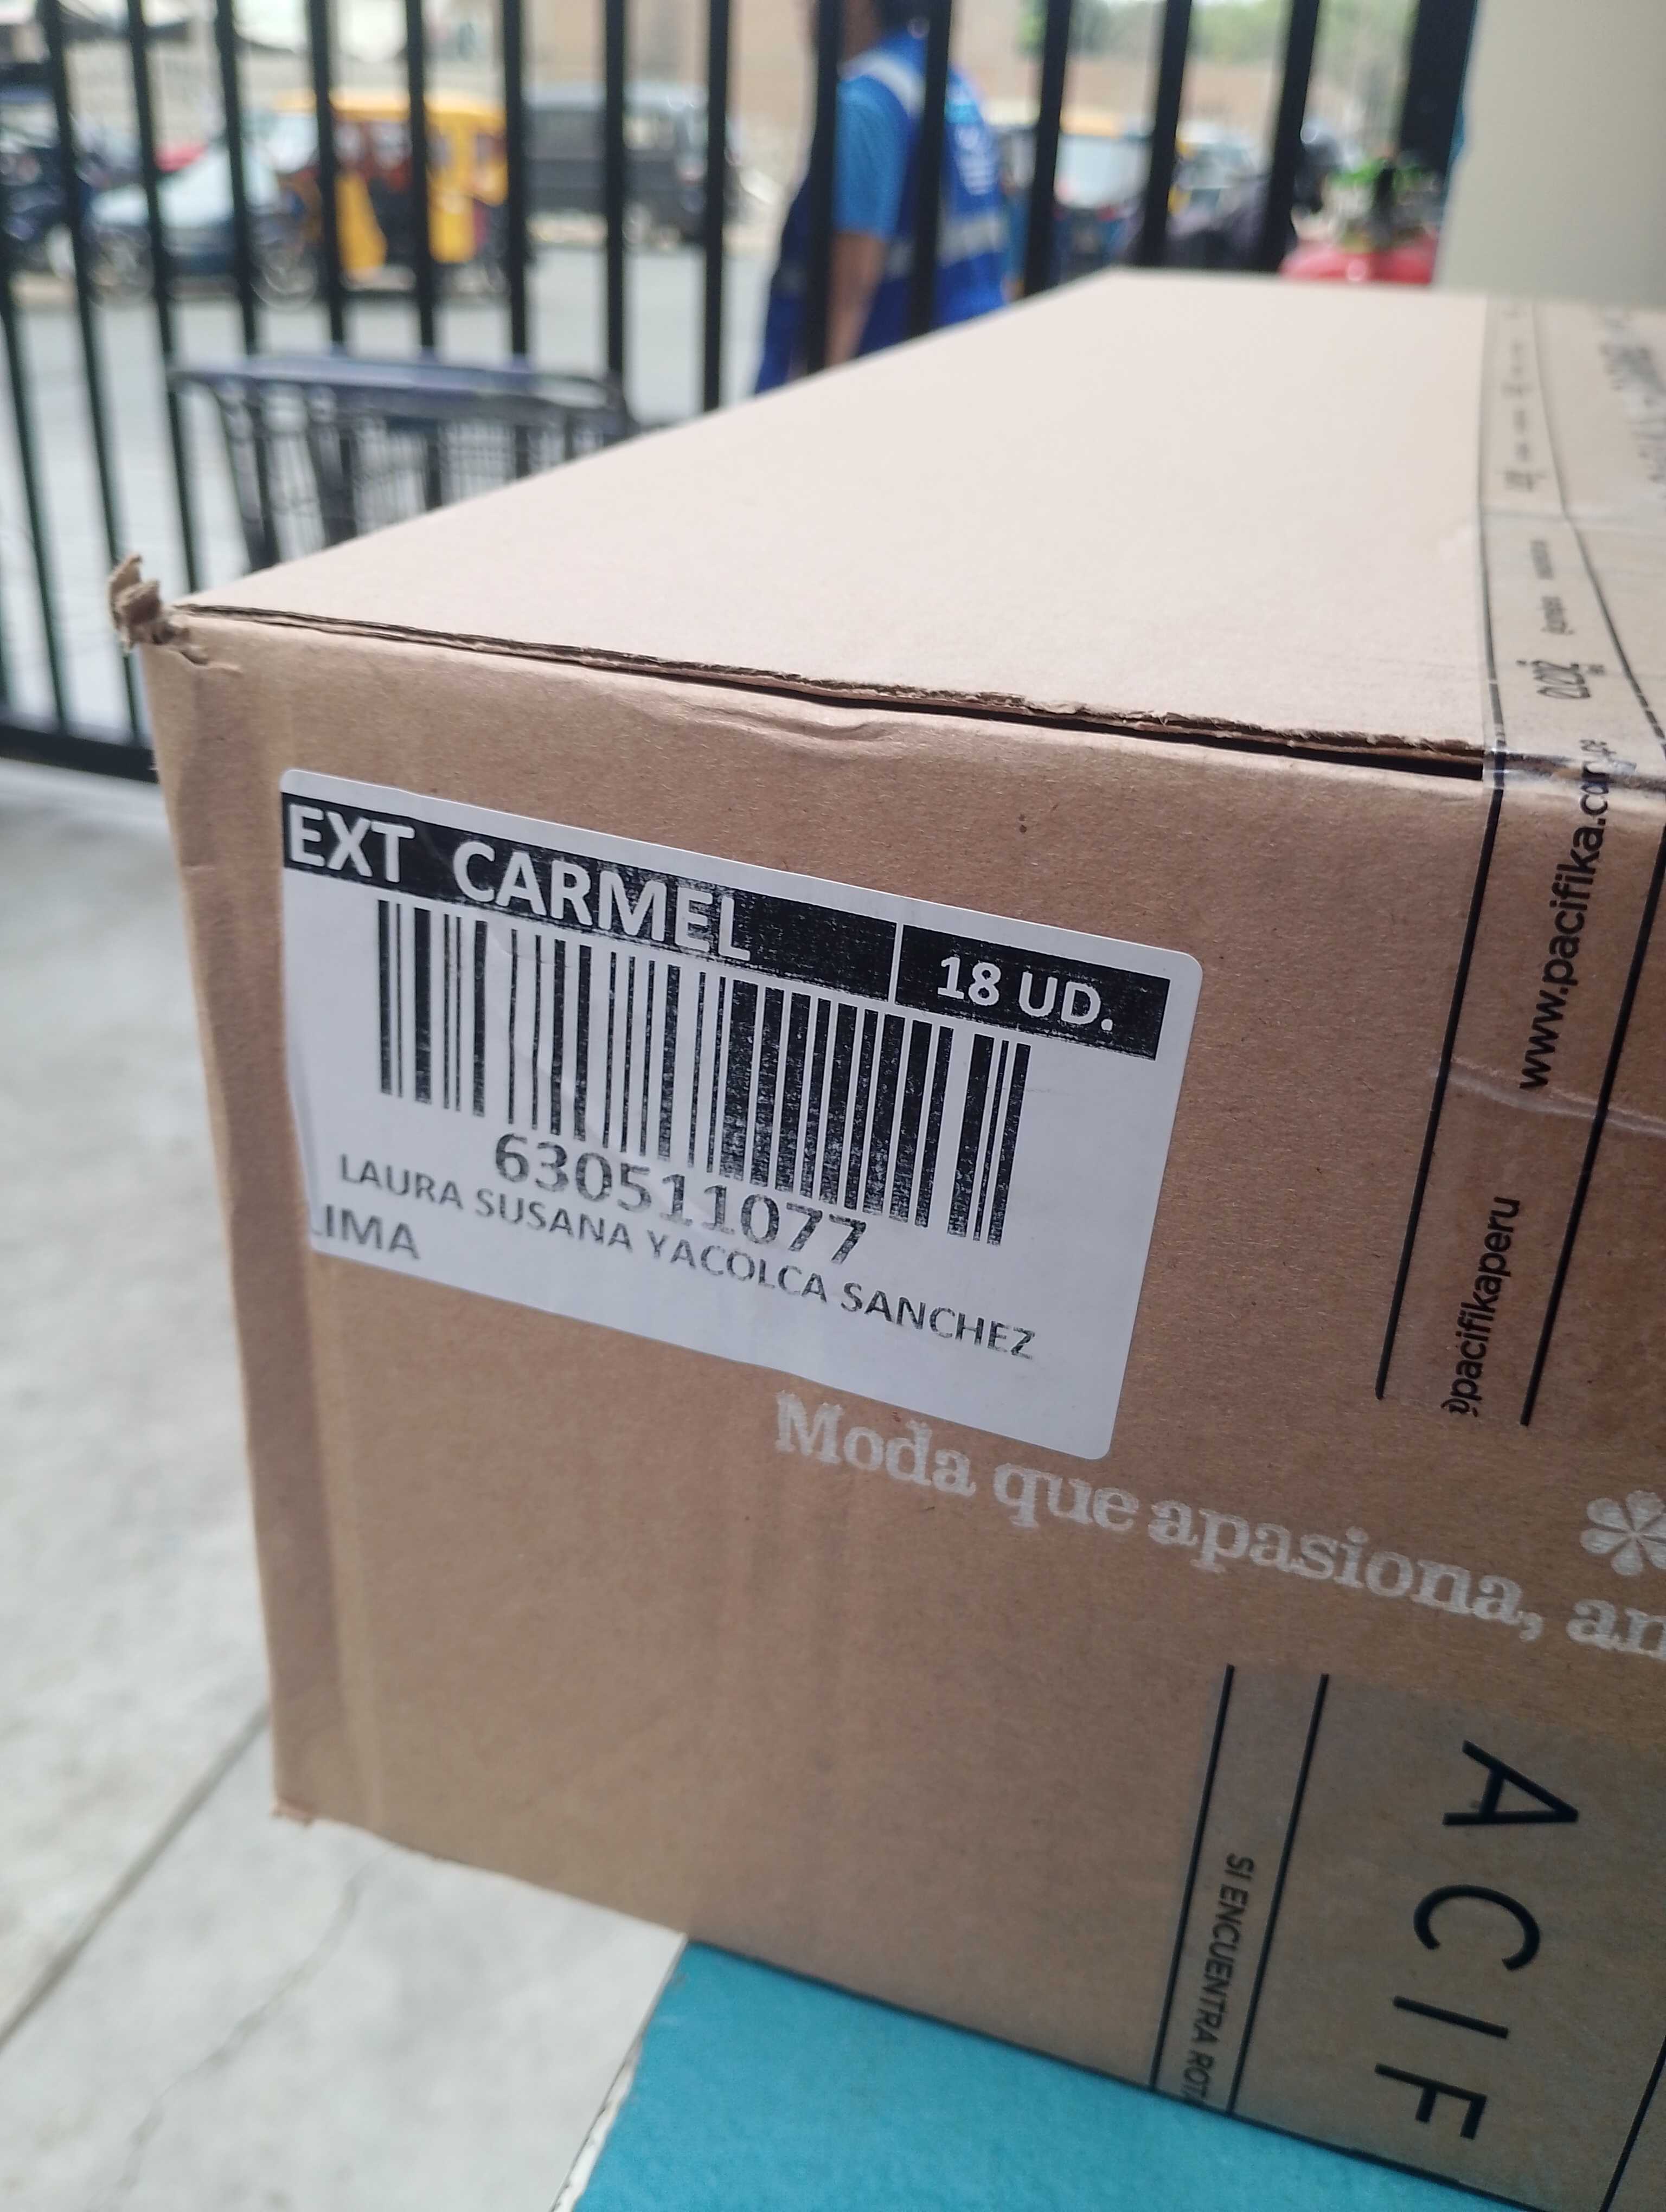 EXT CARMEL
18 UD.
630511077
LAURA SUSANA YACOLCA SANCHEZ
LIMA
www.pacifika.com
pacifikaperu
Moda que apasiona,
ACIF
SI ENCUENTRA